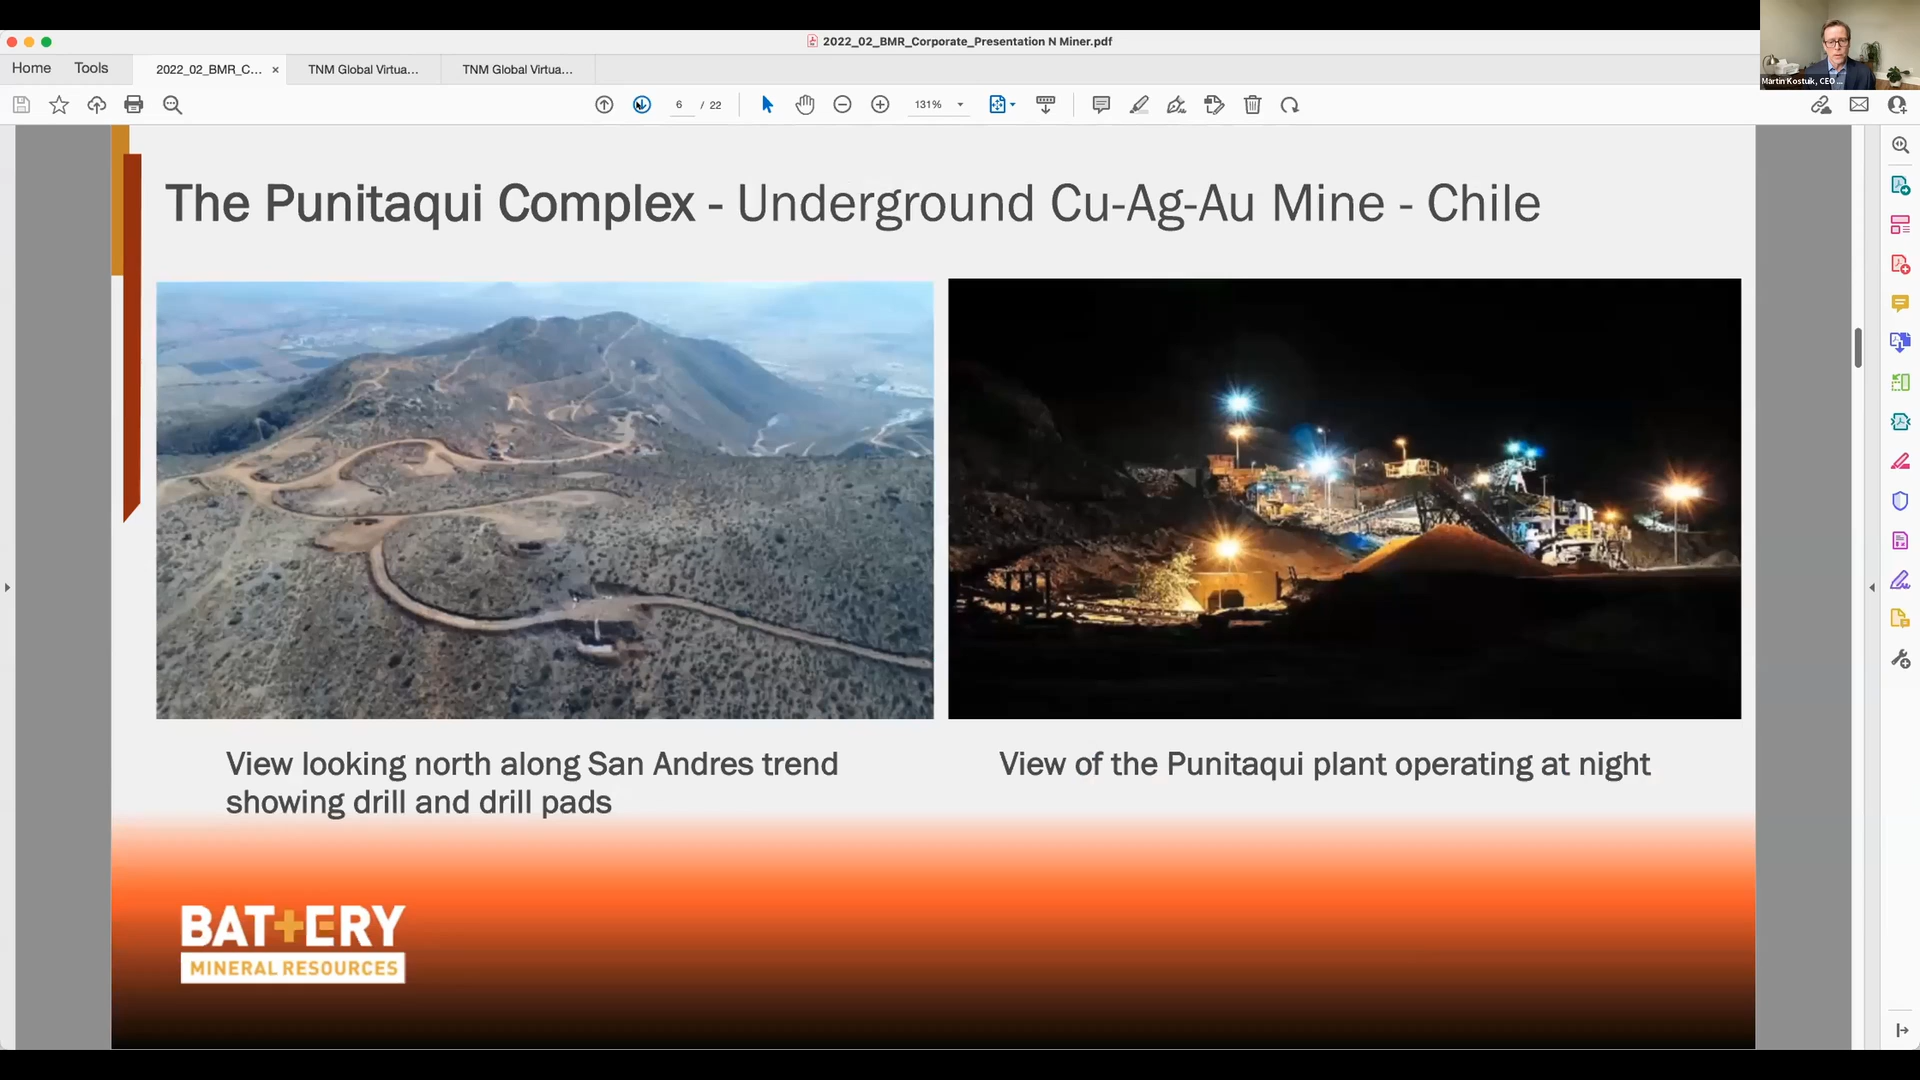 2022_02_BMR_Corporate_Presentation N Miner.pdf
Home
Tools
2022_02_BMR_C...
TNM Global Virtua...
TNM Global Virtua...
Martin Kostuik, CEO ...
6 / 22
131%
The Punitaqui Complex - Underground Cu-Ag-Au Mine - Chile
View looking north along San Andres trend
showing drill and drill pads
View of the Punitaqui plant operating at night
BATTERY
MINERAL RESOURCES